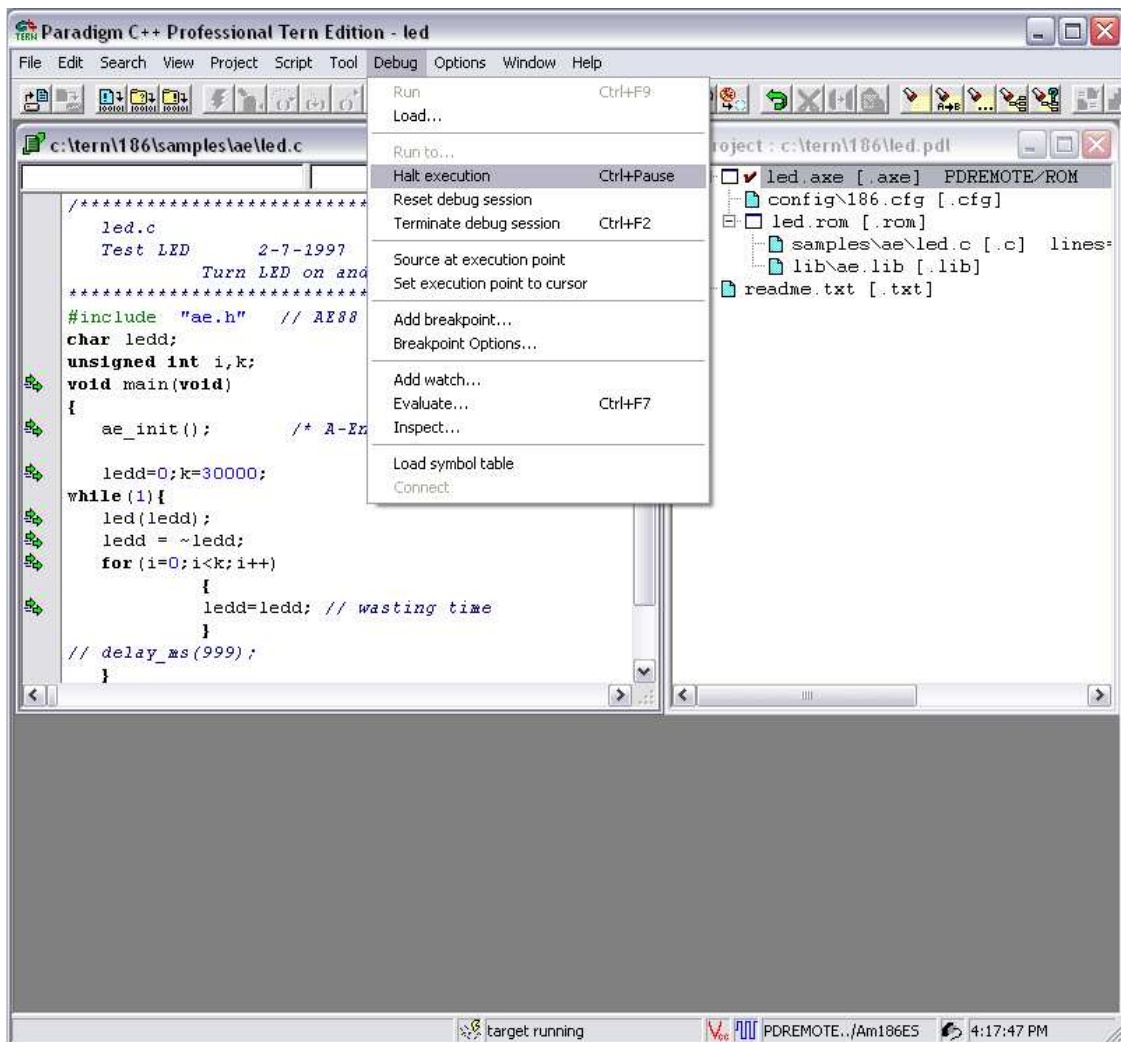 Paradigm C++ Professional Tern Edition - led
File Edit Search View Project Script Tool Debug Options Window Help
Run Ctrl+F9
Load...
Run to...
Halt execution Ctrl+Pause
Reset debug session
Terminate debug session Ctrl+F2
Source at execution point
Set execution point to cursor
Add breakpoint...
Breakpoint Options...
Add watch...
Evaluate... Ctrl+F7
Inspect...
Load symbol table
Connect
c:\tern\186\samples\ae\led.c
/***************************
led.c
Test LED 2-7-1997
Turn LED on and
***************************
#include "ae.h" // AE88
char ledd;
unsigned int i,k;
void main(void)
{
ae_init(); /* A-En
ledd=0;k=30000;
while(1){
led(ledd);
ledd = ~ledd;
for(i=0;i<k;i++)
{
ledd=ledd; // wasting time
}
// delay_ms(999);
}
roject : c:\tern\186\led.pdl
led.axe [.axe] PDREMOTE/ROM
config\186.cfg [.cfg]
led.rom [.rom]
samples\ae\led.c [.c] lines=
lib\ae.lib [.lib]
readme.txt [.txt]
target running
Vcc
PDREMOTE../Am186ES
4:17:47 PM